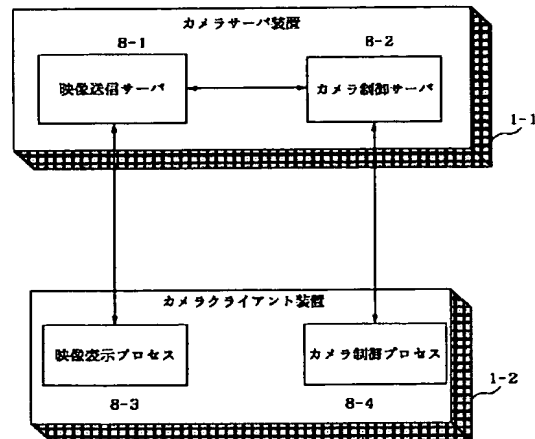 カメラサーバ装置
8-1
8-2
映像送信サーバ
カメラ制御サーバ
1-1
カメラクライアント装置
映像表示プロセス
カメラ制御プロセス
1-2
8-3
8-4